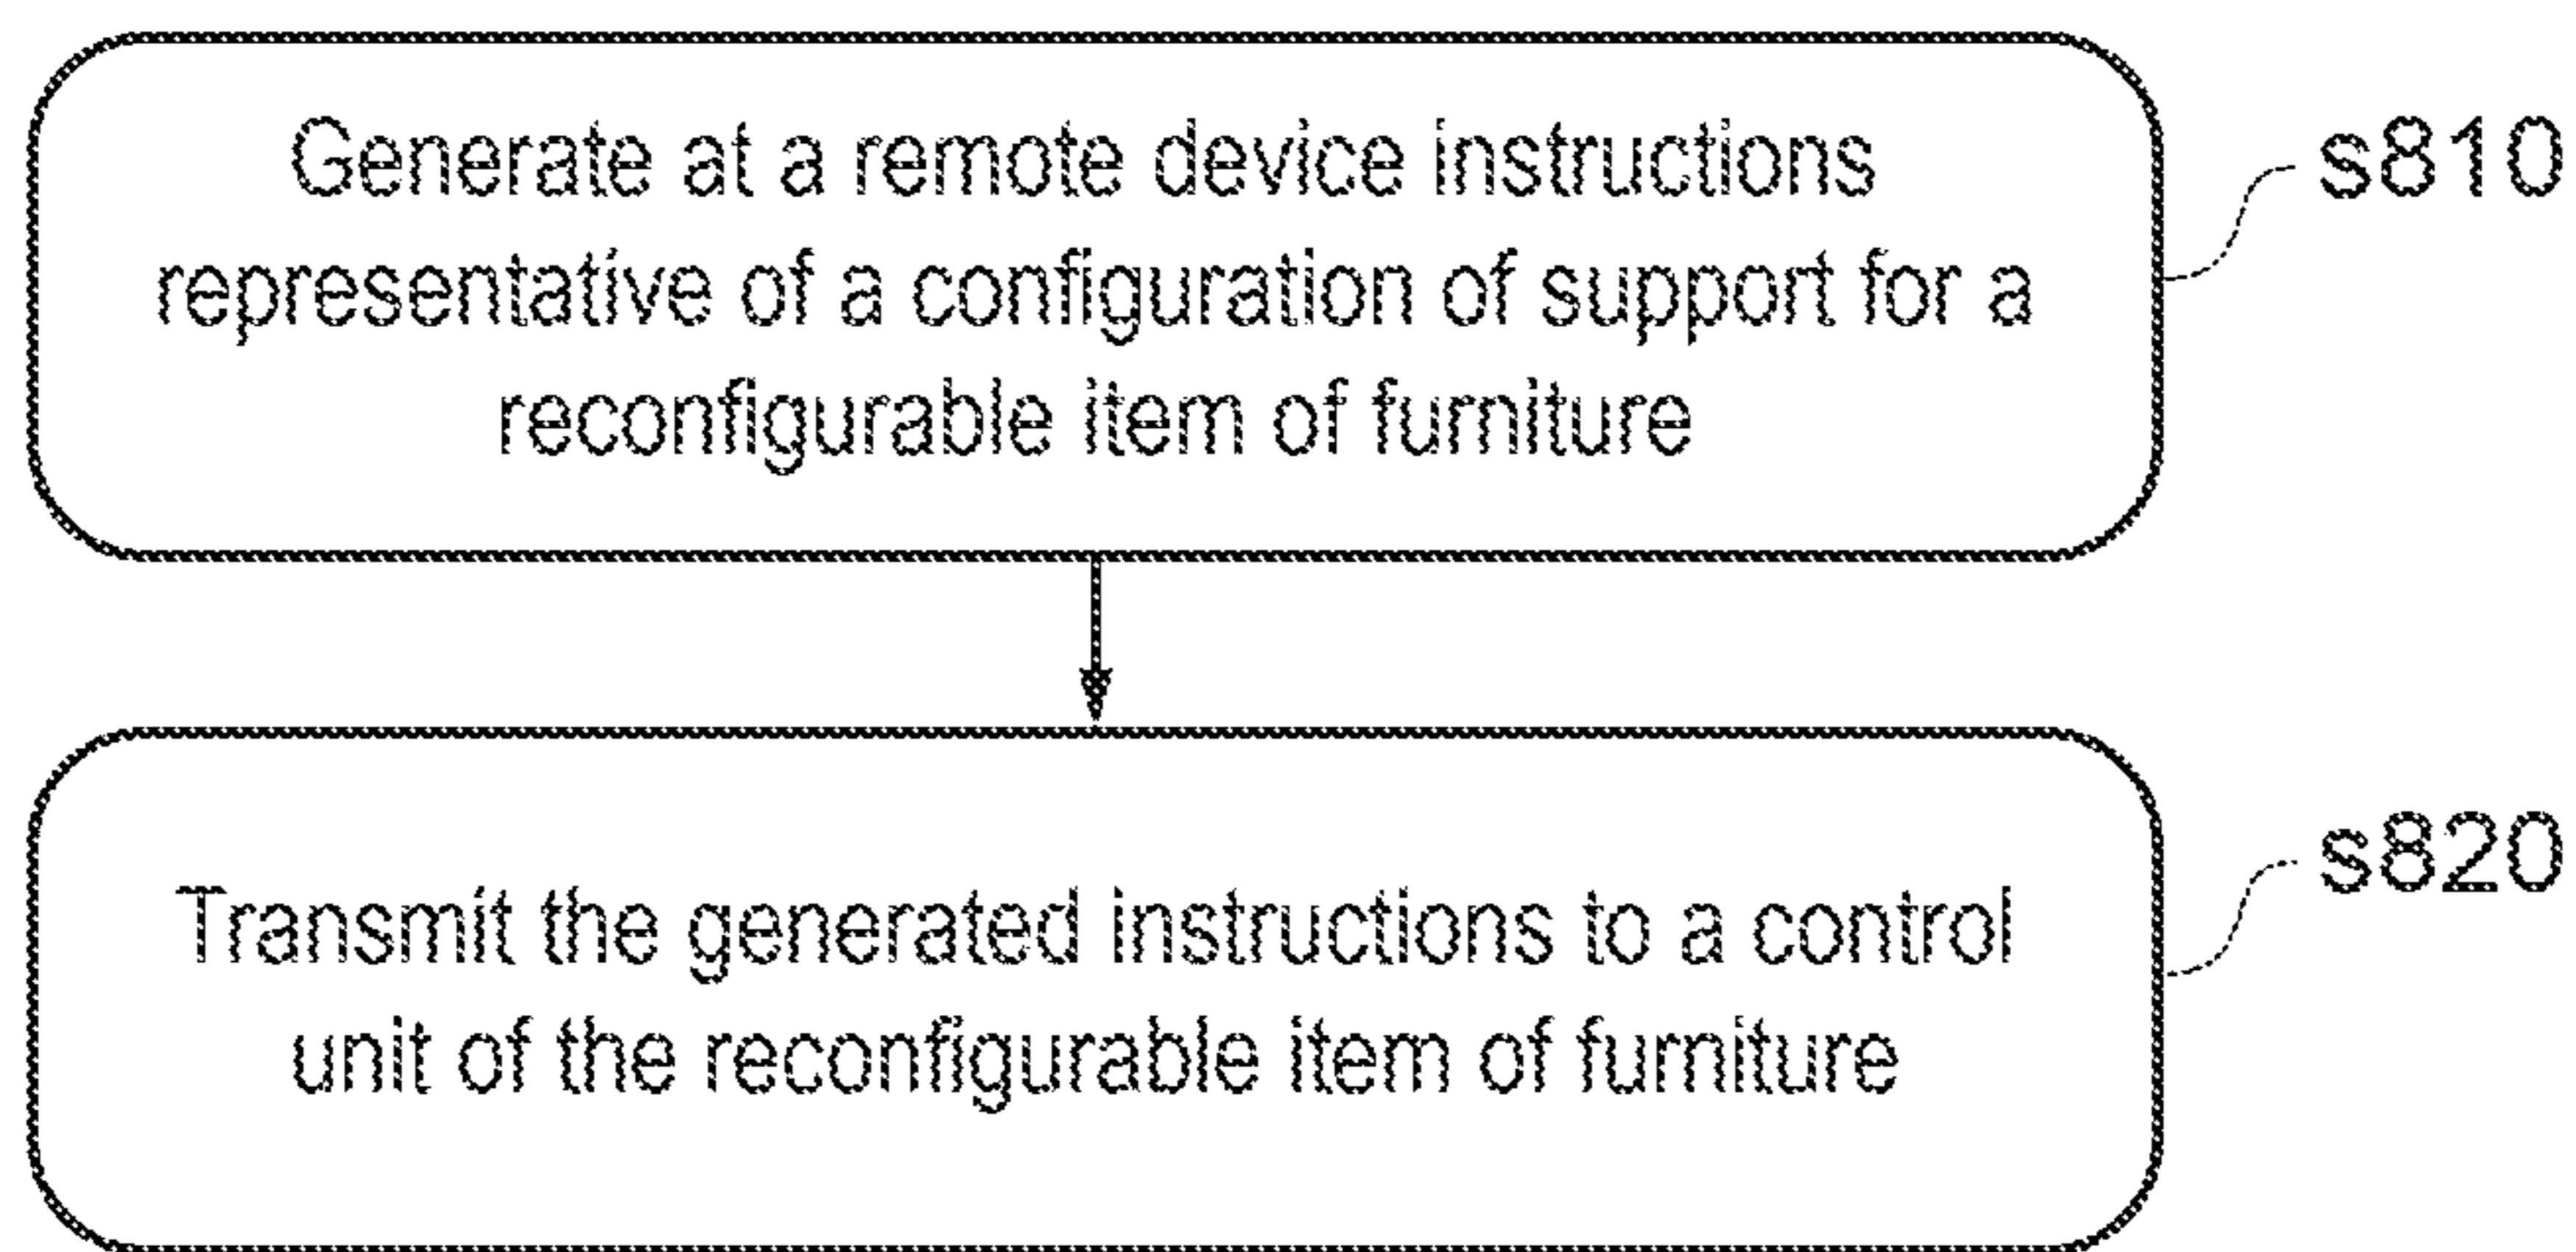 Generate at a remote device instructions
representative of a configuration of support for a
reconfigurable item of furniture
s810
Transmit the generated instructions to a control
unit of the reconfigurable item of furniture
s820